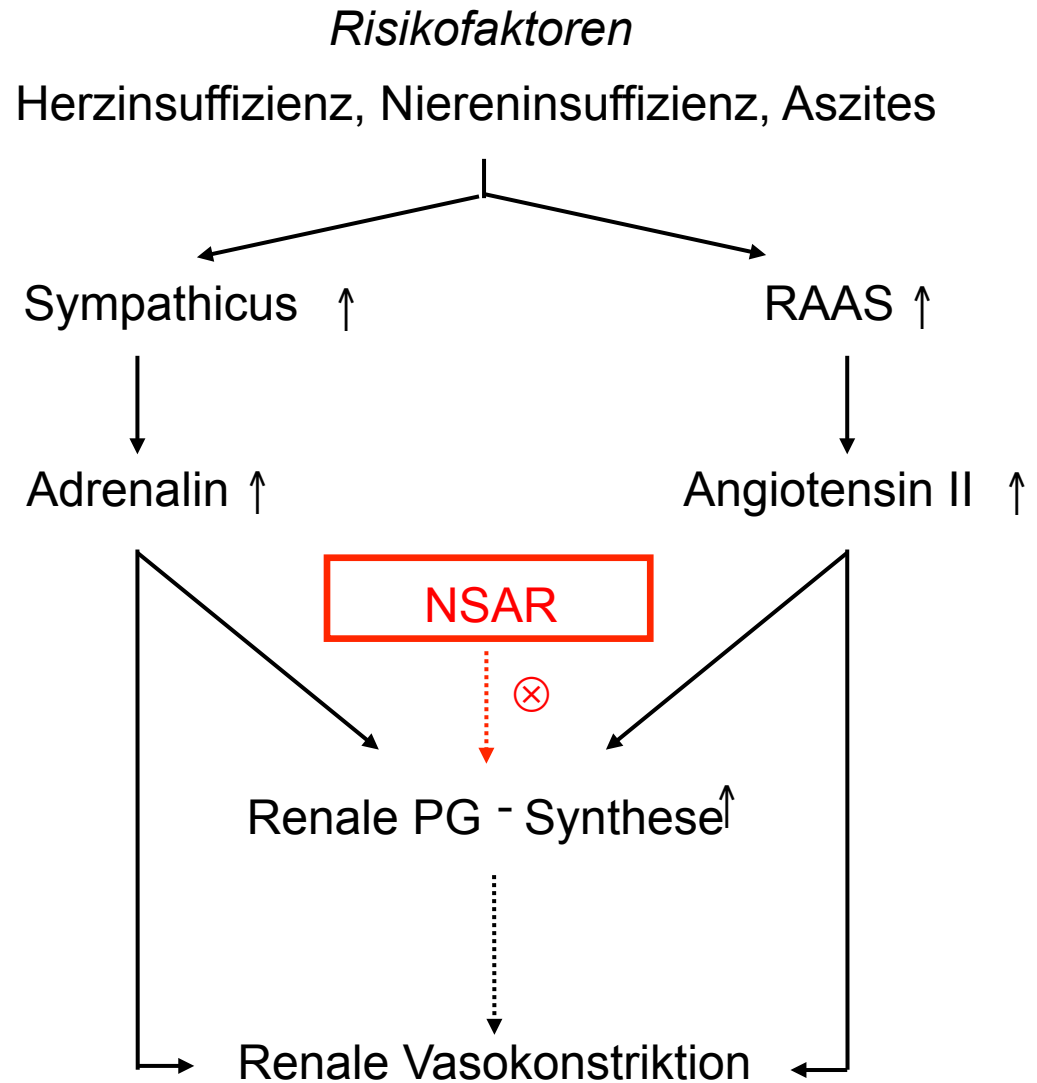 Risikofaktoren
Herzinsuffizienz, Niereninsuffizienz, Aszites
Sympathicus ↑ RAAS ↑
Adrenalin ↑ Angiotensin II ↑
NSAR
⊗
Renale PG - Synthese↑
Renale Vasokonstriktion